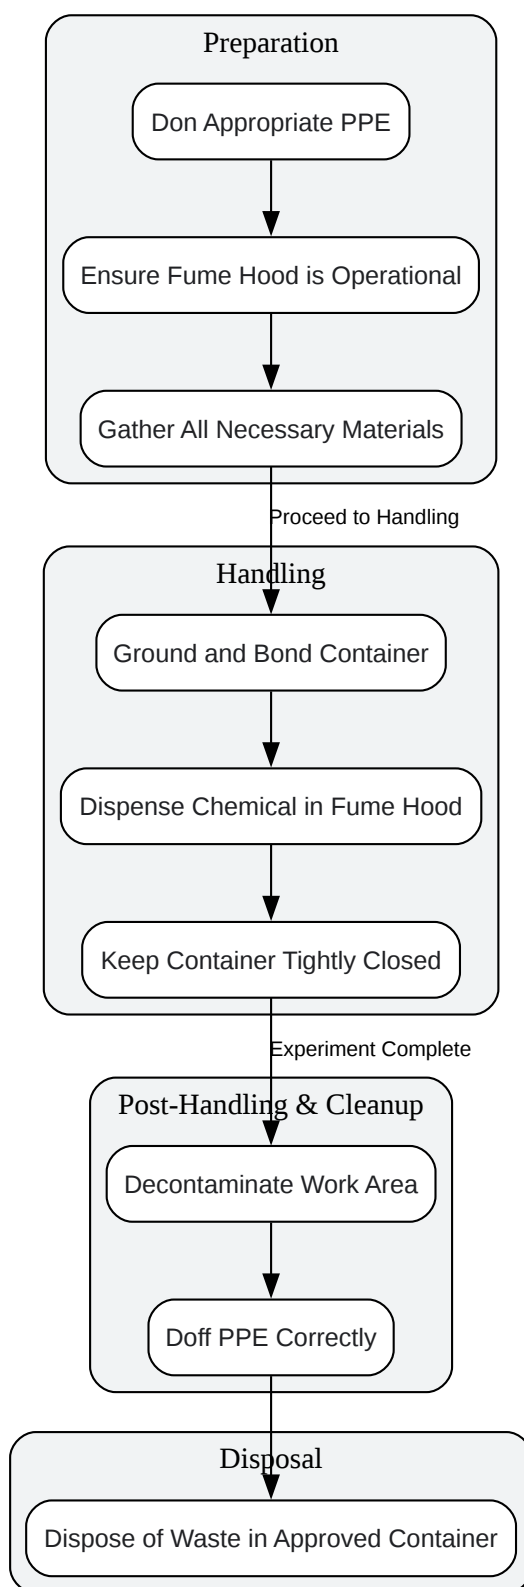 Preparation
Don Appropriate PPE
Ensure Fume Hood is Operational
Gather All Necessary Materials
Proceed to Handling
Handling
Ground and Bond Container
Dispense Chemical in Fume Hood
Keep Container Tightly Closed
Experiment Complete
Post-Handling & Cleanup
Decontaminate Work Area
Doff PPE Correctly
Disposal
Dispose of Waste in Approved Container